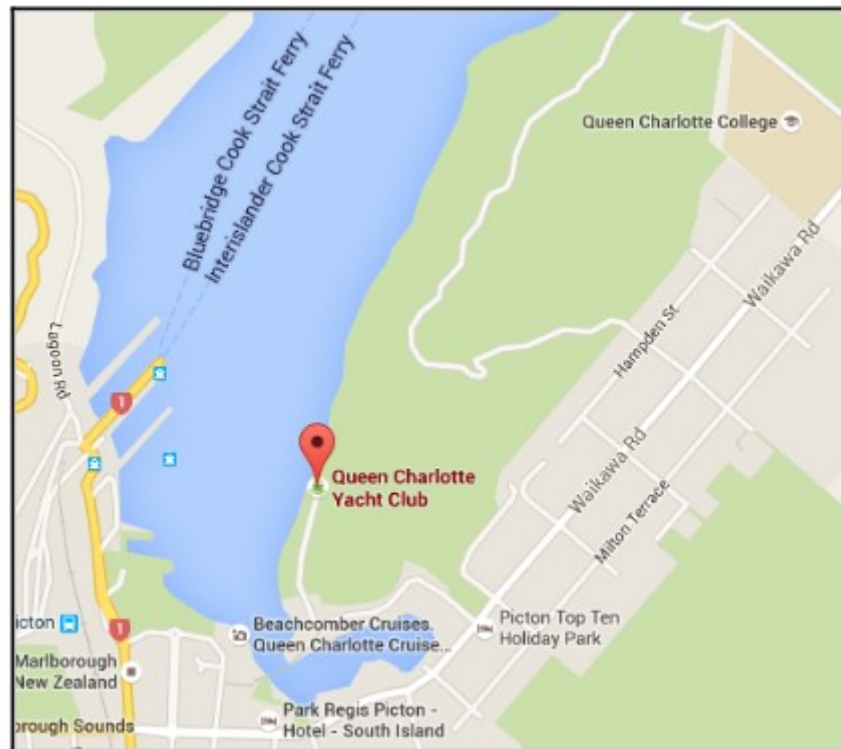 Bluebridge Cook Strait Ferry
Interislander Cook Strait Ferry
Queen Charlotte College
Waikawa Rd
Hampden St
Lagoon Rd
1
Queen Charlotte
Yacht Club
Waikawa Rd
Milton Terrace
icton
1
Beachcomber Cruises.
Queen Charlotte Cruise...
Picton Top Ten
Holiday Park
Marlborough
New Zealand
Park Regis Picton -
Hotel - South Island
orough Sounds